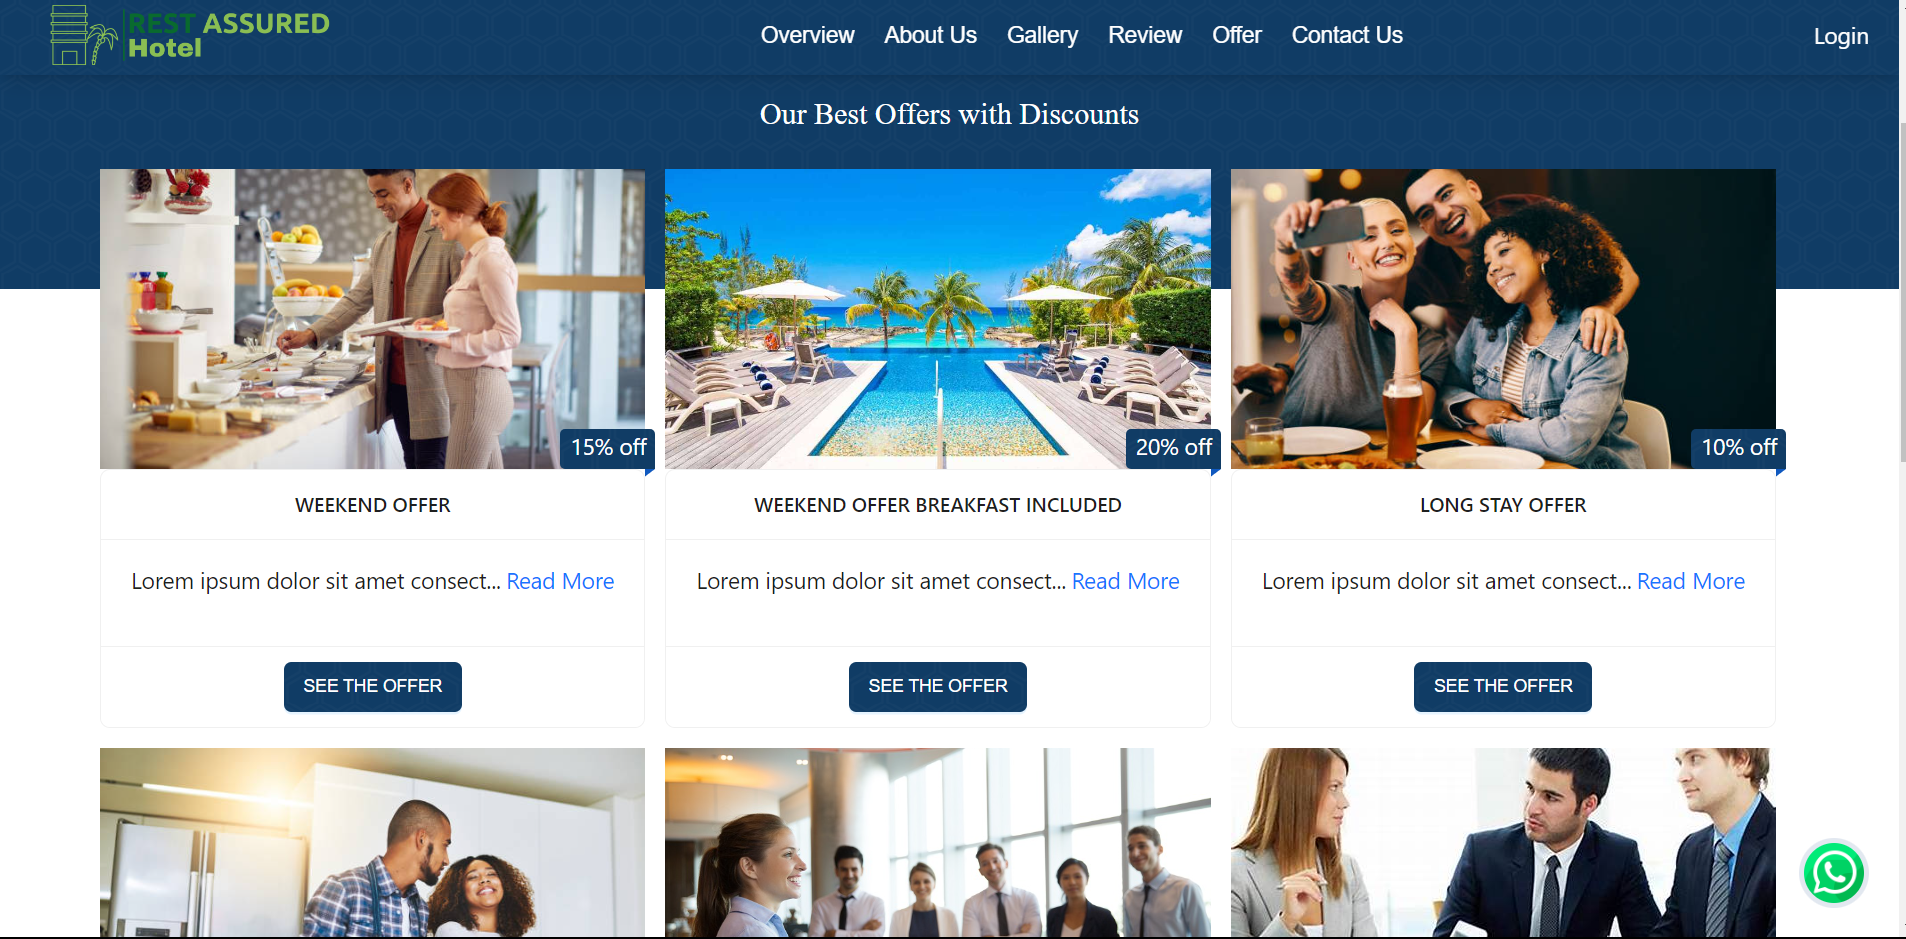 REST ASSURED
Hotel
Overview About Us Gallery Review Offer Contact Us
Login
Our Best Offers with Discounts
15% off
20% off
10% off
WEEKEND OFFER
WEEKEND OFFER BREAKFAST INCLUDED
LONG STAY OFFER
Lorem ipsum dolor sit amet consect... Read More
Lorem ipsum dolor sit amet consect... Read More
Lorem ipsum dolor sit amet consect... Read More
SEE THE OFFER
SEE THE OFFER
SEE THE OFFER